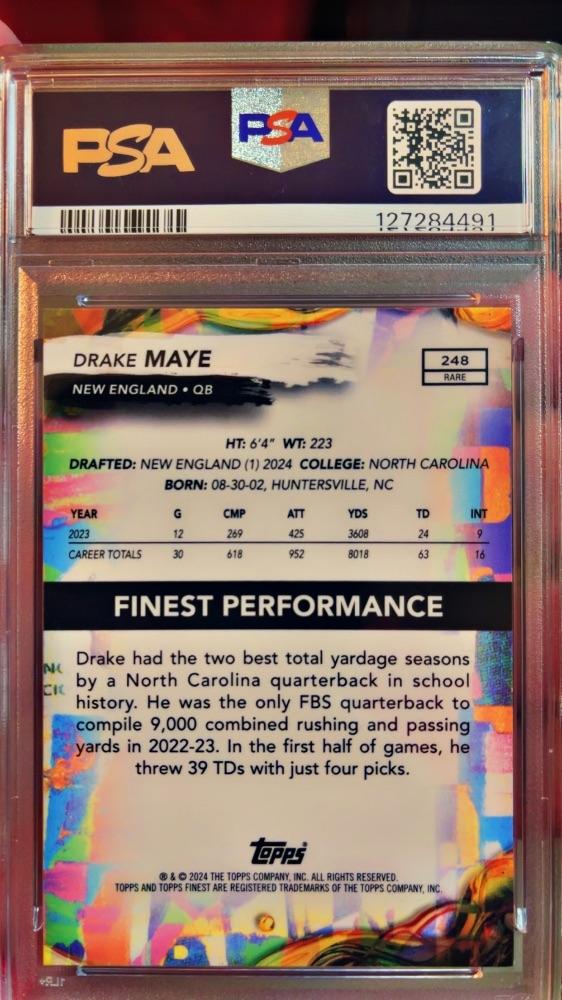 PSA
PSA
127284491
DRAKE MAYE
NEW ENGLAND • QB
248
RARE
HT: 6'4" WT: 223
DRAFTED: NEW ENGLAND (1) 2024 COLLEGE: NORTH CAROLINA
BORN: 08-30-02, HUNTERSVILLE, NC
YEAR G CMP ATT YDS TD INT
2023 12 269 425 3608 24 9
CAREER TOTALS 30 618 952 8018 63 16
FINEST PERFORMANCE
Drake had the two best total yardage seasons
by a North Carolina quarterback in school
history. He was the only FBS quarterback to
compile 9,000 combined rushing and passing
yards in 2022-23. In the first half of games, he
threw 39 TDs with just four picks.
topps®
® & © 2024 THE TOPPS COMPANY, INC. ALL RIGHTS RESERVED.
TOPPS AND TOPPS FINEST ARE REGISTERED TRADEMARKS OF THE TOPPS COMPANY, INC.